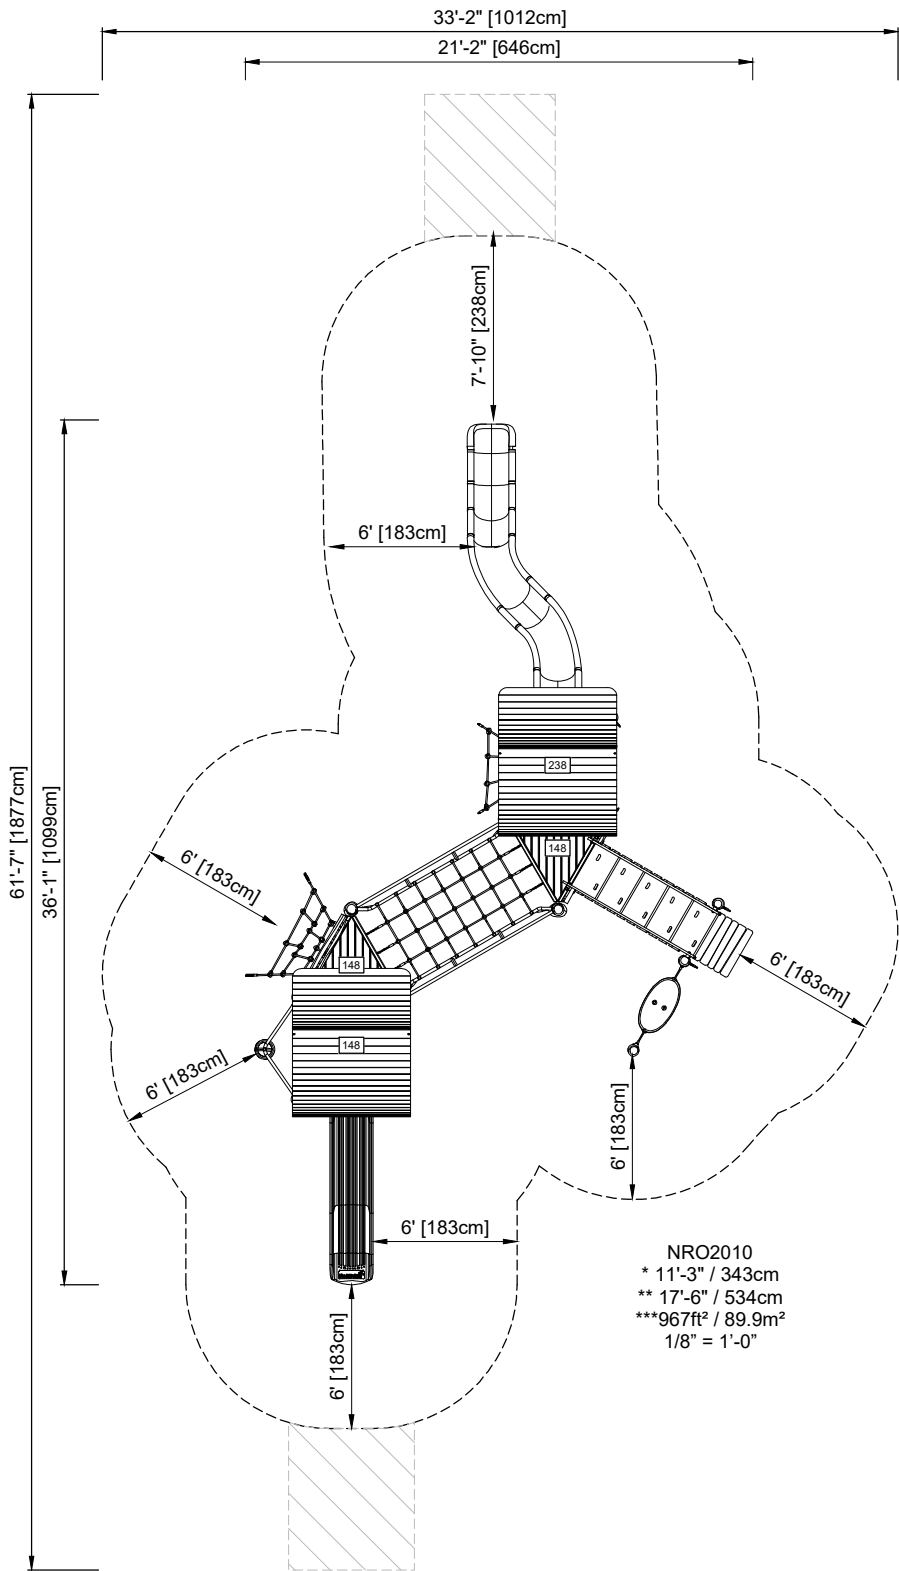 33'-2" [1012cm]
21'-2" [646cm]
7'-10" [238cm]
6' [183cm]
61'-7" [1877cm]
36'-1" [1099cm]
238
148
6' [183cm]
148
6' [183cm]
148
6' [183cm]
6' [183cm]
6' [183cm]
6' [183cm]
NRO2010
* 11'-3" / 343cm
** 17'-6" / 534cm
***967ft² / 89.9m²
1/8” = 1’-0”